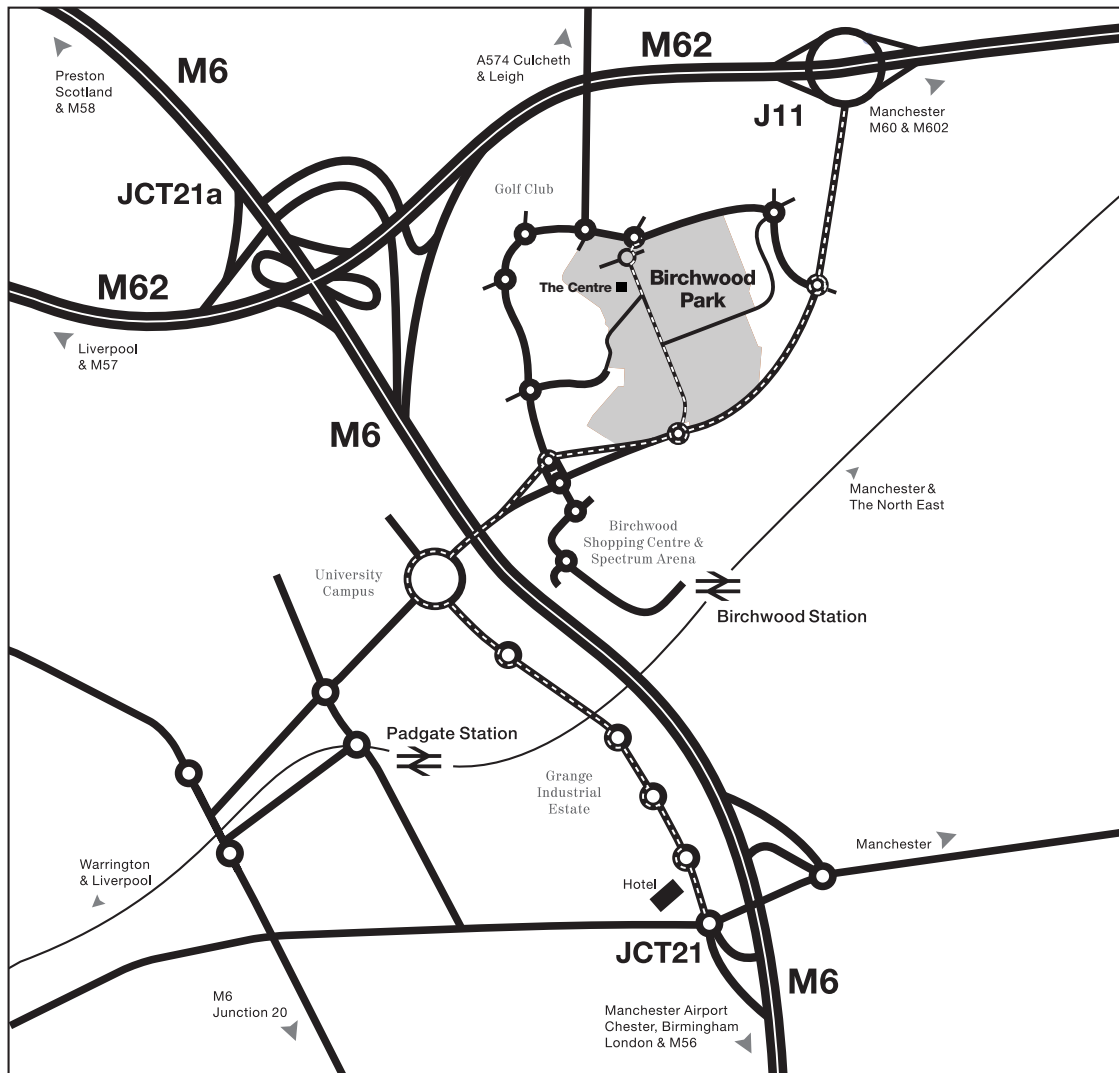 M6
Preston
Scotland
& M58
A574 Culcheth
& Leigh
M62
J11
Manchester
M60 & M602
JCT21a
Golf Club
M62
The Centre
Birchwood
Park
Liverpool
& M57
M6
Manchester &
The North East
Birchwood
Shopping Centre &
Spectrum Arena
University
Campus
Birchwood Station
Padgate Station
Grange
Industrial
Estate
Manchester
Warrington
& Liverpool
Hotel
JCT21
M6
M6
Junction 20
Manchester Airport
Chester, Birmingham
London & M56